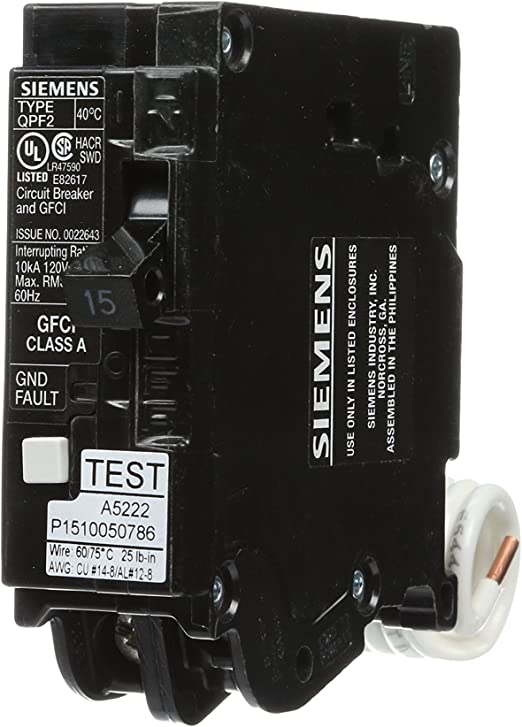 SIEMENS
TYPE
QPF2
40°C
UL
LISTED
SA
HACR
SWD
LR47590
E82617
Circuit Breaker
and GFCI
ISSUE NO. 0022643
Interrupting
10kA 120V
Max.
60Hz
15
GFCI
CLASS A
GND
FAULT
TEST
A5222
P1510050786
Wire: 60/75°C 25 lb-in
AWG: CU #14-8/AL#12-8
SIEMENS
USE ONLY IN LISTED ENCLOSURES
SIEMENS INDUSTRY, INC.
NORCROSS, GA.
ASSEMBLED IN THE PHILIPPINES